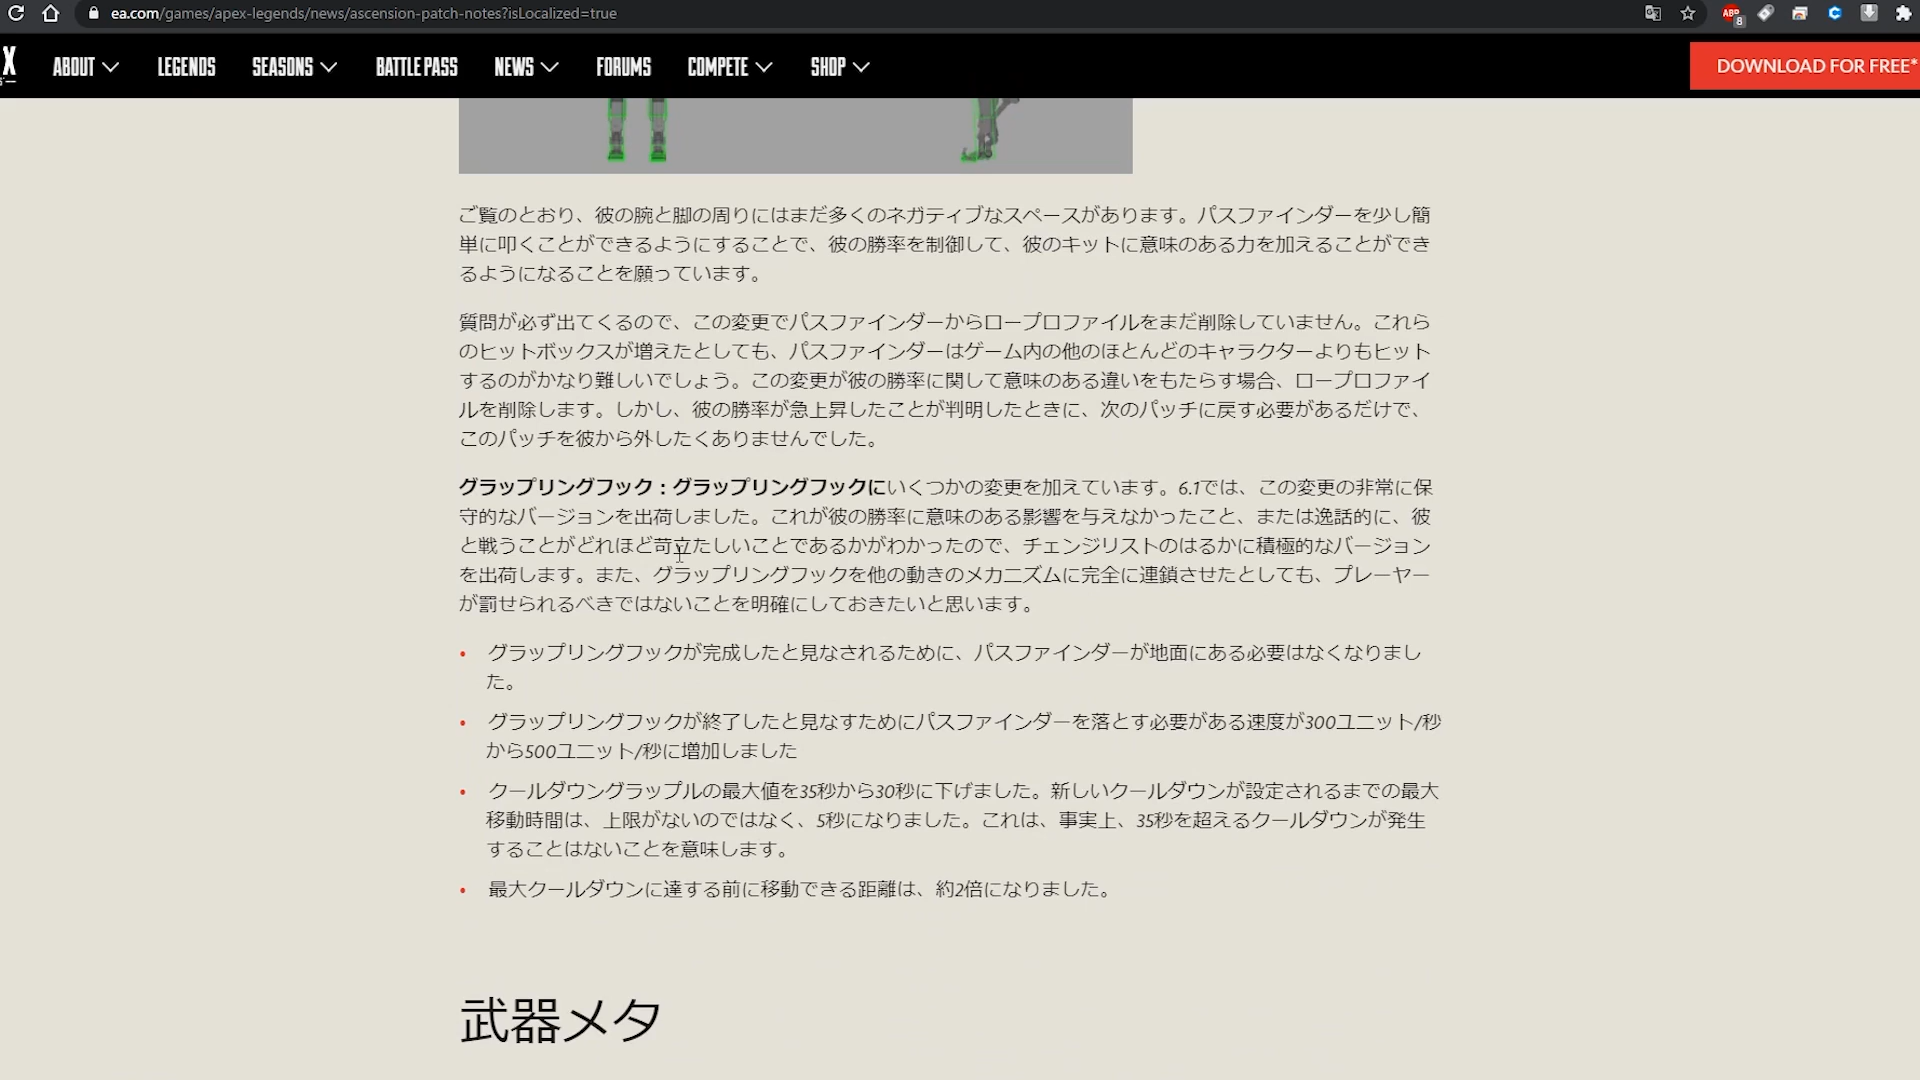 ea.com/games/apex-legends/news/ascension-patch-notes?isLocalized=true
ABP
8
X
ABOUT
LEGENDS
SEASONS
BATTLE PASS
NEWS
FORUMS
COMPETE
SHOP
DOWNLOAD FOR FREE*
ご覧のとおり、彼の腕と脚の周りにはまだ多くのネガティブなスペースがあります。パスファインダーを少し簡
単に叩くことができるようにすることで、彼の勝率を制御して、彼のキットに意味のある力を加えることができ
るようになることを願っています。
質問が必ず出てくるので、この変更でパスファインダーからロープロファイルをまだ削除していません。これら
のヒットボックスが増えたとしても、パスファインダーはゲーム内の他のほとんどのキャラクターよりもヒット
するのがかなり難しいでしょう。この変更が彼の勝率に関して意味のある違いをもたらす場合、ロープロファイ
ルを削除します。しかし、彼の勝率が急上昇したことが判明したときに、次のパッチに戻す必要があるだけで、
このパッチを彼から外したくありませんでした。
グラップリングフック：グラップリングフックにいくつかの変更を加えています。6.1では、この変更の非常に保
守的なバージョンを出荷しました。これが彼の勝率に意味のある影響を与えなかったこと、または逸話的に、彼
と戦うことがどれほど苛立たしいことであるかがわかったので、チェンジリストのはるかに積極的なバージョン
を出荷します。また、グラップリングフックを他の動きのメカニズムに完全に連鎖させたとしても、プレーヤー
が罰せられるべきではないことを明確にしておきたいと思います。
• グラップリングフックが完成したと見なされるために、パスファインダーが地面にある必要はなくなりまし
た。
• グラップリングフックが終了したと見なすためにパスファインダーを落とす必要がある速度が300ユニット/秒
から500ユニット/秒に増加しました
• クールダウングラップルの最大値を35秒から30秒に下げました。新しいクールダウンが設定されるまでの最大
移動時間は、上限がないのではなく、5秒になりました。これは、事実上、35秒を超えるクールダウンが発生
することはないことを意味します。
• 最大クールダウンに達する前に移動できる距離は、約2倍になりました。
武器メタ